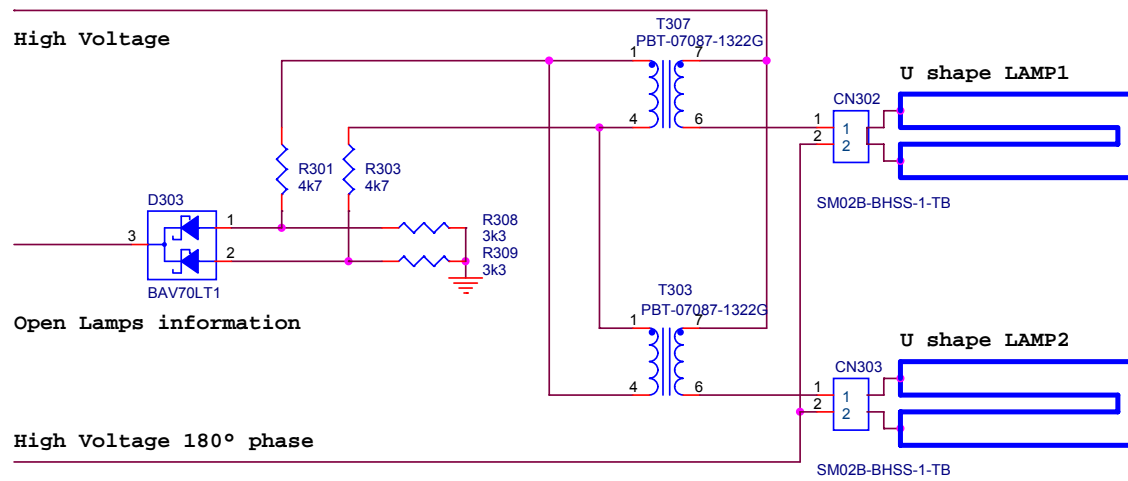 T307
PBT-07087-1322G
High Voltage
1
7
4
6
U shape LAMP1
CN302
1
2
1
2
SM02B-BHSS-1-TB
R301
4k7
R303
4k7
D303
1
2
3
BAV70LT1
R308
3k3
R309
3k3
Open Lamps information
T303
PBT-07087-1322G
1
7
4
6
U shape LAMP2
CN303
1
2
1
2
SM02B-BHSS-1-TB
High Voltage 180º phase